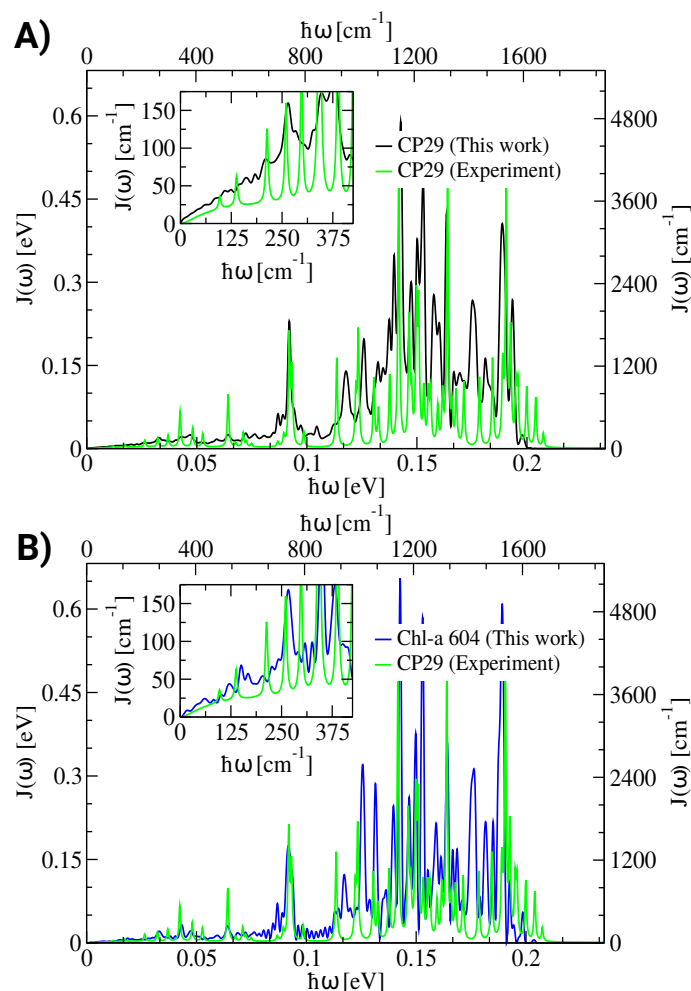 A)
ħω [cm⁻¹]
0 400 800 1200 1600
J(ω) [eV]
0.6
0.45
0.3
0.15
0
J(ω) [cm⁻¹]
150
100
50
0
0 125 250 375
ħω [cm⁻¹]
CP29 (This work)
CP29 (Experiment)
4800
3600
2400
1200
0
J(ω) [cm⁻¹]
0 0.05 0.1 0.15 0.2
ħω [eV]
B)
ħω [cm⁻¹]
0 400 800 1200 1600
J(ω) [eV]
0.6
0.45
0.3
0.15
0
J(ω) [cm⁻¹]
150
100
50
0
0 125 250 375
ħω [cm⁻¹]
Chl-a 604 (This work)
CP29 (Experiment)
4800
3600
2400
1200
0
J(ω) [cm⁻¹]
0 0.05 0.1 0.15 0.2
ħω [eV]